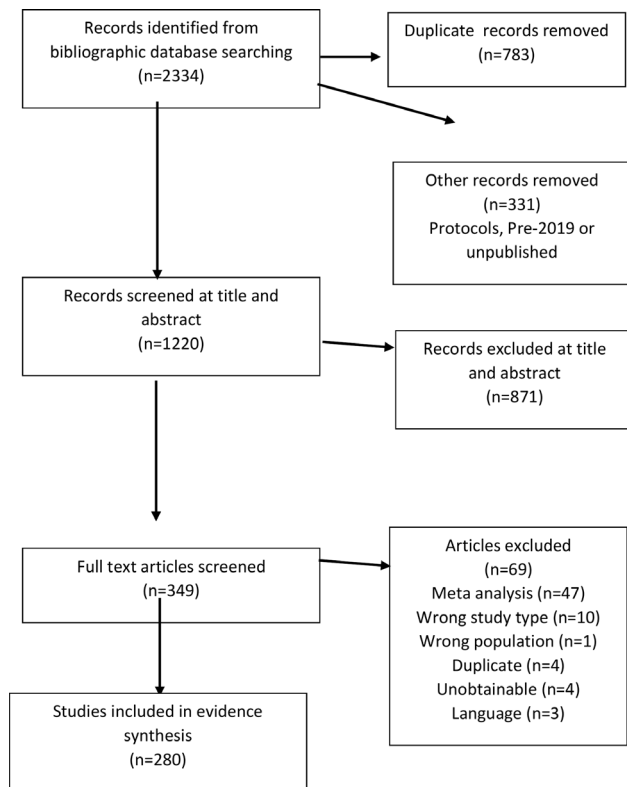 Records identified from
bibliographic database searching
(n=2334)
Duplicate records removed
(n=783)
Other records removed
(n=331)
Protocols, Pre-2019 or
unpublished
Records screened at title and
abstract
(n=1220)
Records excluded at title
and abstract
(n=871)
Full text articles screened
(n=349)
Articles excluded
(n=69)
Meta analysis (n=47)
Wrong study type (n=10)
Wrong population (n=1)
Duplicate (n=4)
Unobtainable (n=4)
Language (n=3)
Studies included in evidence
synthesis
(n=280)